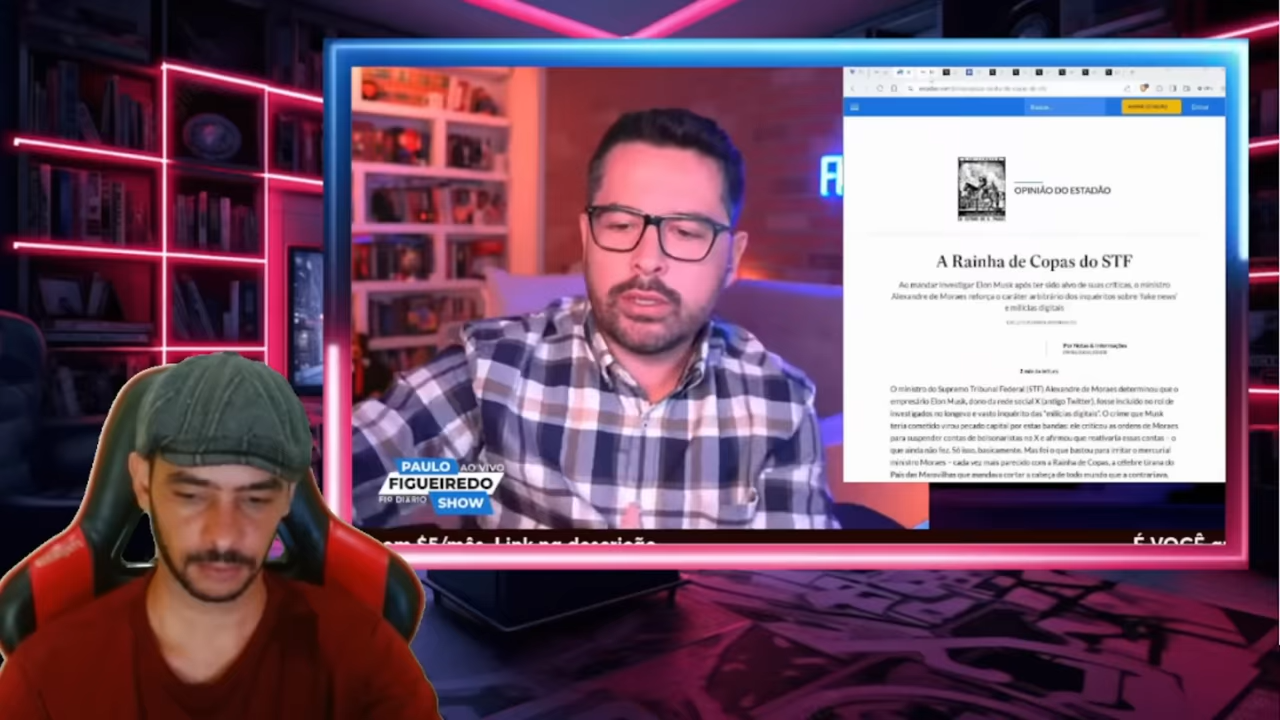 PAULO
AO VIVO
FIGUEIREDO
SHOW
em $5/mês. Link na descrição
É VOCÊ
OPINIÃO DO ESTADÃO
A Rainha de Copas do STF
Ao mandar investigar Elon Musk após ter sido alvo de suas críticas, o ministro
Alexandre de Moraes reforça o caráter arbitrário dos inquéritos sobre 'fake news'
e milícias digitais
Por Notas & Informações
O ministro do Supremo Tribunal Federal (STF) Alexandre de Moraes determinou que o
empresário Elon Musk, dono da rede social X (antigo Twitter), fosse incluído no rol de
investigados no longevo e vasto inquérito das "milícias digitais". O crime que Musk
teria cometido virou pecado capital por estas bandas: ele criticou as ordens de Moraes
para suspender contas de bolsonaristas no X e afirmou que reativaria essas contas – o
que ainda não fez. Só isso, basicamente. Mas foi o que bastou para irritar o mercurial
ministro Moraes – cada vez mais parecido com a Rainha de Copas, a célebre tirana do
País das Maravilhas que mandava cortar a cabeça de todo mundo que a contrariava.